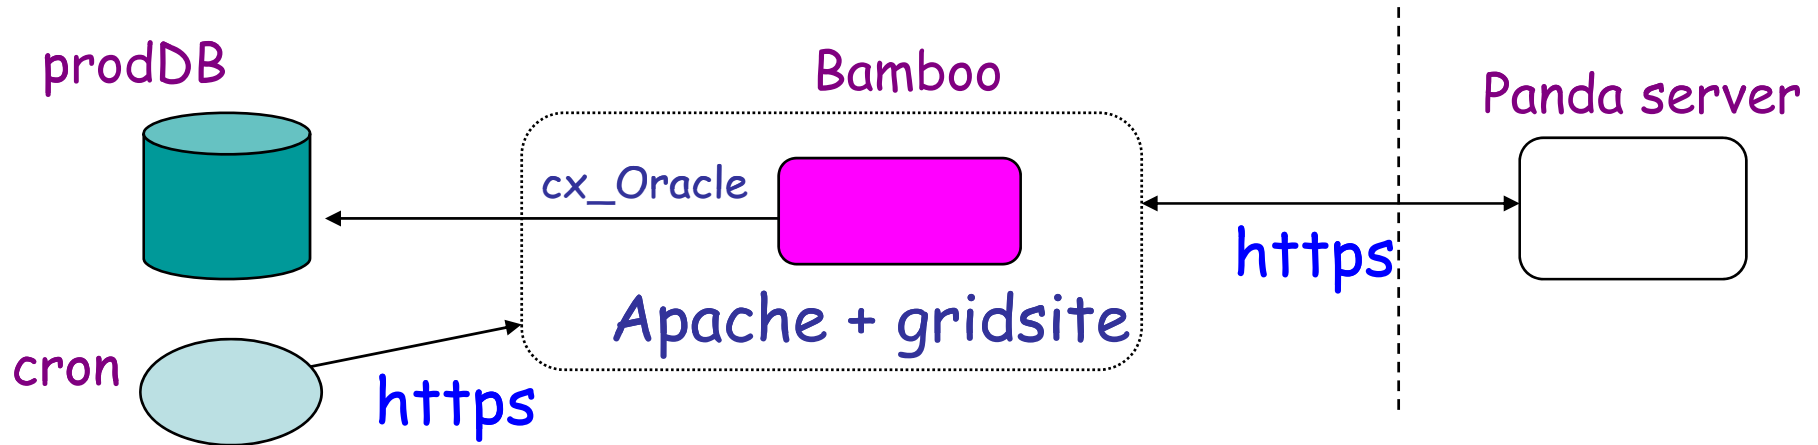 prodDB
Bamboo
Panda server
cx_Oracle
https
Apache + gridsite
cron
https